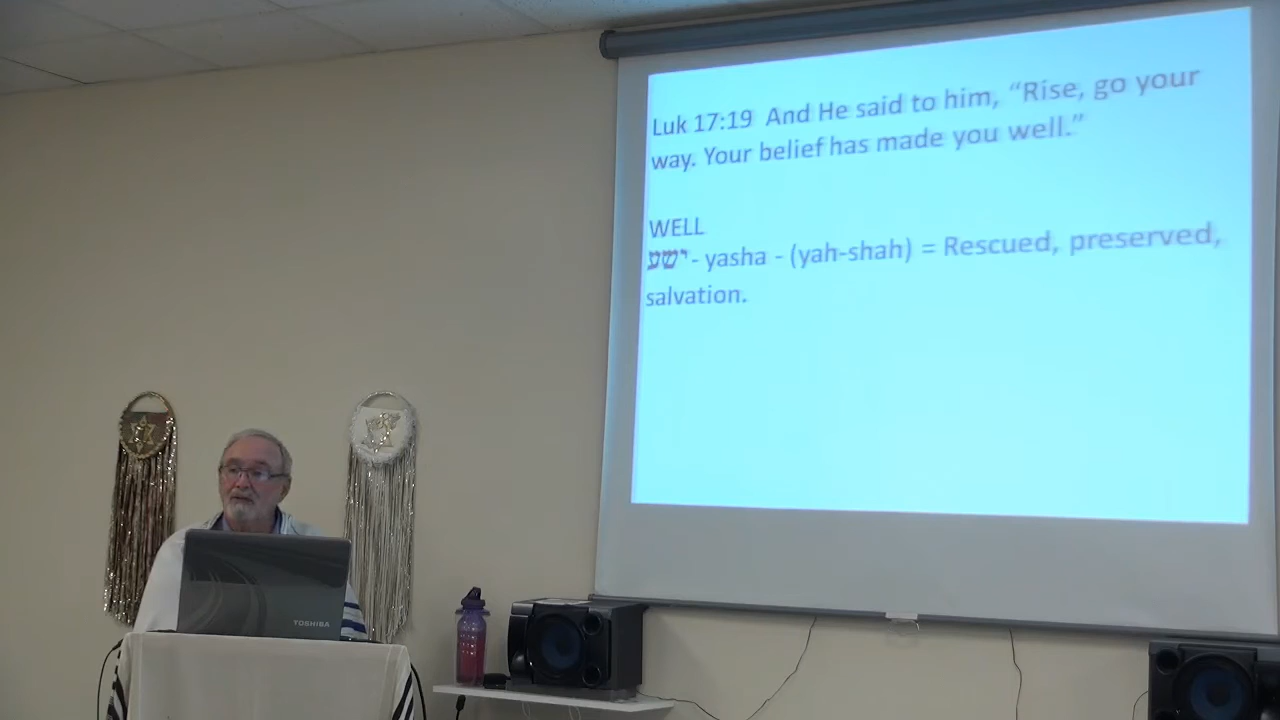 Luk 17:19 And He said to him, “Rise, go your
way. Your belief has made you well.”
WELL
ישע - yasha - (yah-shah) = Rescued, preserved,
salvation.
TOSHIBA